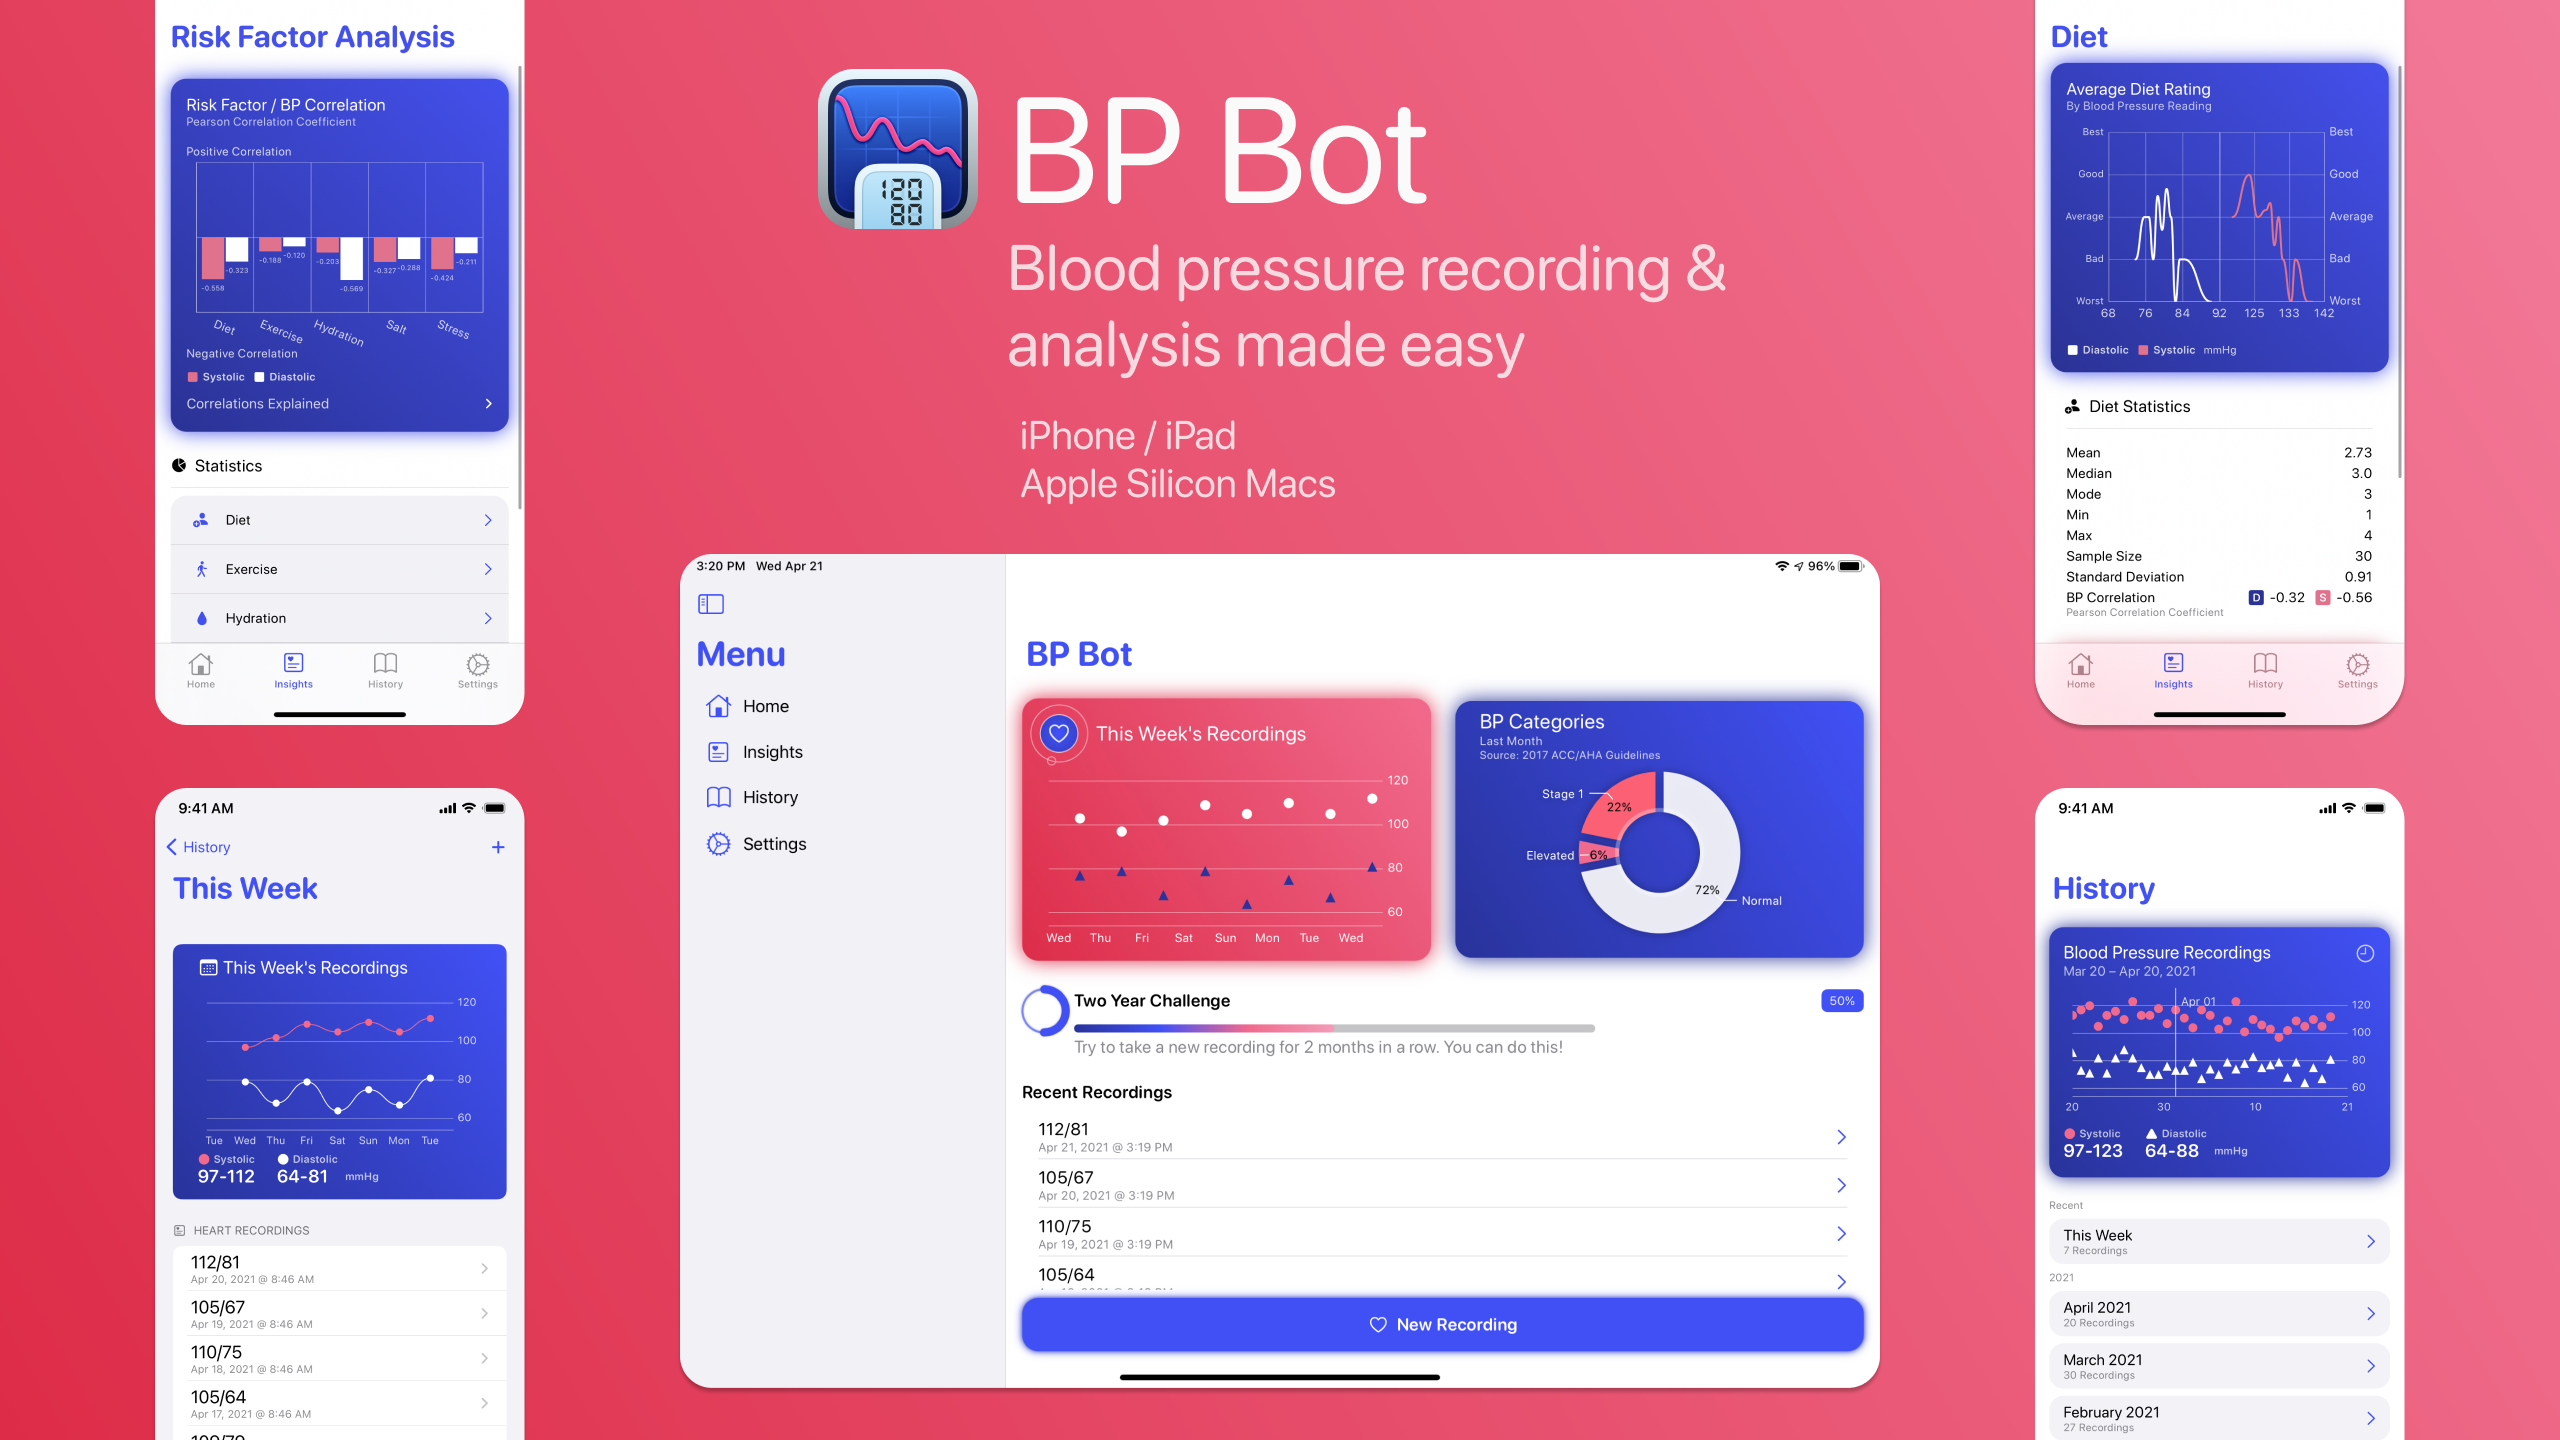 Risk Factor Analysis
Risk Factor / BP Correlation
Pearson Correlation Coefficient
Positive Correlation
-0.558
-0.323
-0.188
-0.120
-0.203
-0.569
-0.327
-0.288
-0.424
-0.211
Diet
Exercise
Hydration
Salt
Stress
Negative Correlation
Systolic Diastolic
Correlations Explained
Statistics
Diet
Exercise
Hydration
Home Insights History Settings
120
80
BP Bot
Blood pressure recording &
analysis made easy
iPhone / iPad
Apple Silicon Macs
Diet
Average Diet Rating
By Blood Pressure Reading
Best Best
Good Good
Average Average
Bad Bad
Worst Worst
68 76 84 92 125 133 142
Diastolic Systolic mmHg
Diet Statistics
Mean 2.73
Median 3.0
Mode 3
Min 1
Max 4
Sample Size 30
Standard Deviation 0.91
BP Correlation D -0.32 S -0.56
Pearson Correlation Coefficient
Home Insights History Settings
9:41 AM
History +
This Week
This Week's Recordings
120
100
80
60
Tue Wed Thu Fri Sat Sun Mon Tue
Systolic Diastolic
97-112 64-81 mmHg
HEART RECORDINGS
112/81
Apr 20, 2021 @ 8:46 AM
105/67
Apr 19, 2021 @ 8:46 AM
110/75
Apr 18, 2021 @ 8:46 AM
105/64
Apr 17, 2021 @ 8:46 AM
3:20 PM Wed Apr 21 96%
Menu
Home
Insights
History
Settings
BP Bot
This Week's Recordings
120
100
80
60
Wed Thu Fri Sat Sun Mon Tue Wed
BP Categories
Last Month
Source: 2017 ACC/AHA Guidelines
Stage 1
22%
Elevated 6%
72%
Normal
Two Year Challenge 50%
Try to take a new recording for 2 months in a row. You can do this!
Recent Recordings
112/81
Apr 21, 2021 @ 3:19 PM
105/67
Apr 20, 2021 @ 3:19 PM
110/75
Apr 19, 2021 @ 3:19 PM
105/64
New Recording
9:41 AM
History
Blood Pressure Recordings
Mar 20 – Apr 20, 2021
Apr 01
120
100
80
60
20 30 10 21
Systolic Diastolic
97-123 64-88 mmHg
Recent
This Week
7 Recordings
2021
April 2021
20 Recordings
March 2021
30 Recordings
February 2021
27 Recordings